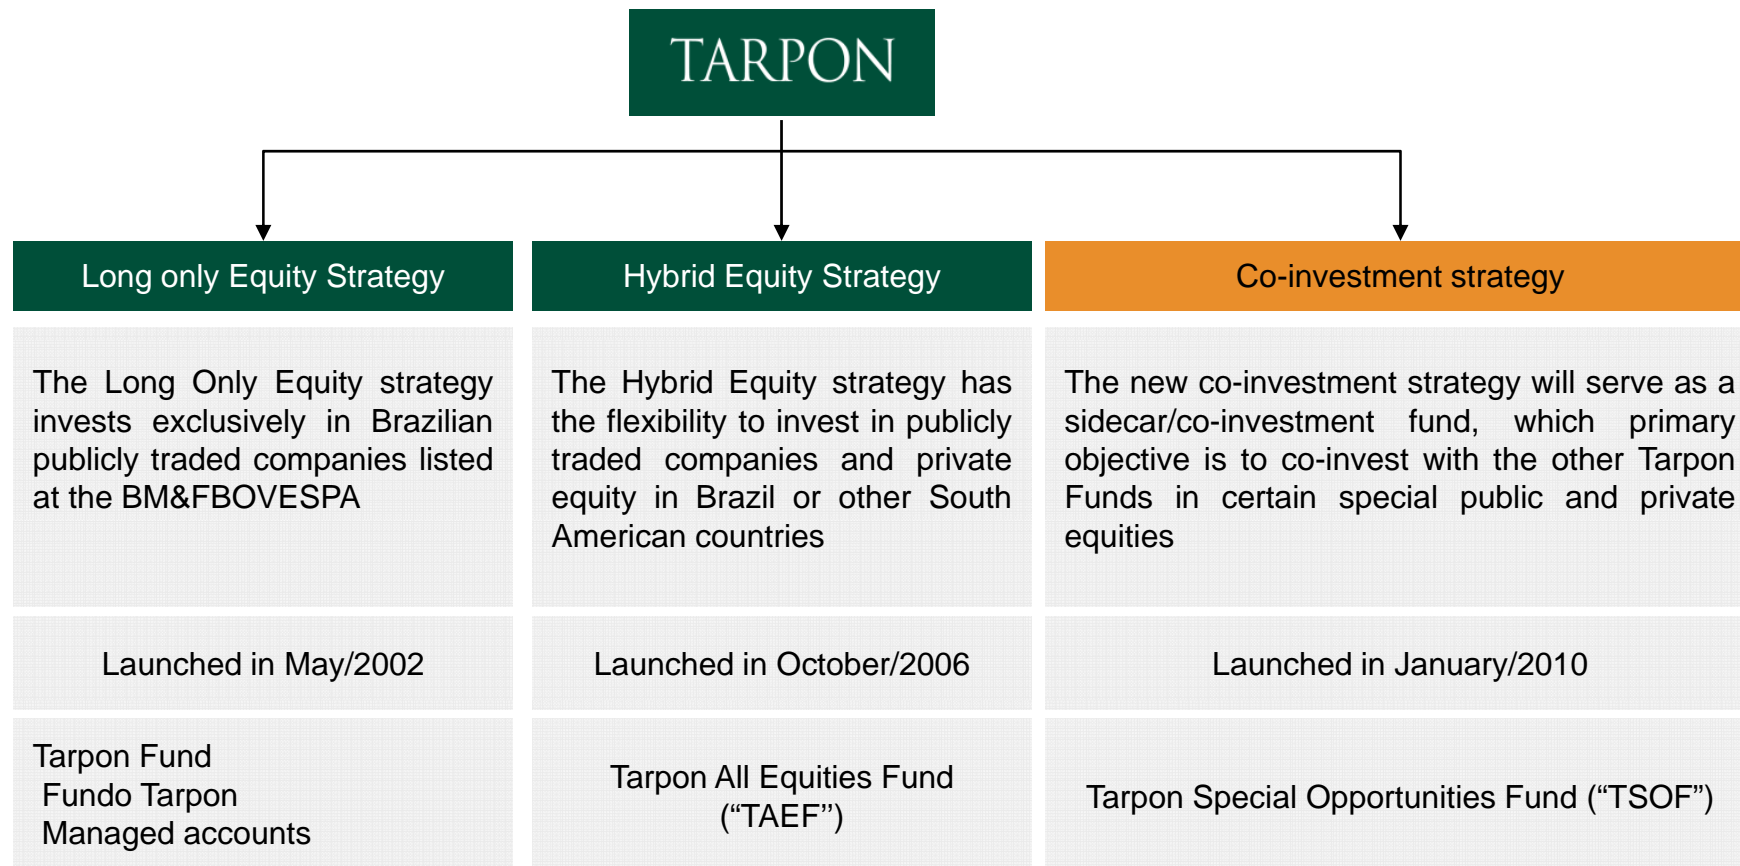 TARPON
Long only Equity Strategy
The Long Only Equity strategy
invests exclusively in Brazilian
publicly traded companies listed
at the BM&FBOVESPA
Launched in May/2002
Tarpon Fund
Fundo Tarpon
Managed accounts
Hybrid Equity Strategy
The Hybrid Equity strategy has
the flexibility to invest in publicly
traded companies and private
equity in Brazil or other South
American countries
Launched in October/2006
Tarpon All Equities Fund
(“TAEF”)
Co-investment strategy
The new co-investment strategy will serve as a
sidecar/co-investment fund, which primary
objective is to co-invest with the other Tarpon
Funds in certain special public and private
equities
Launched in January/2010
Tarpon Special Opportunities Fund (“TSOF”)